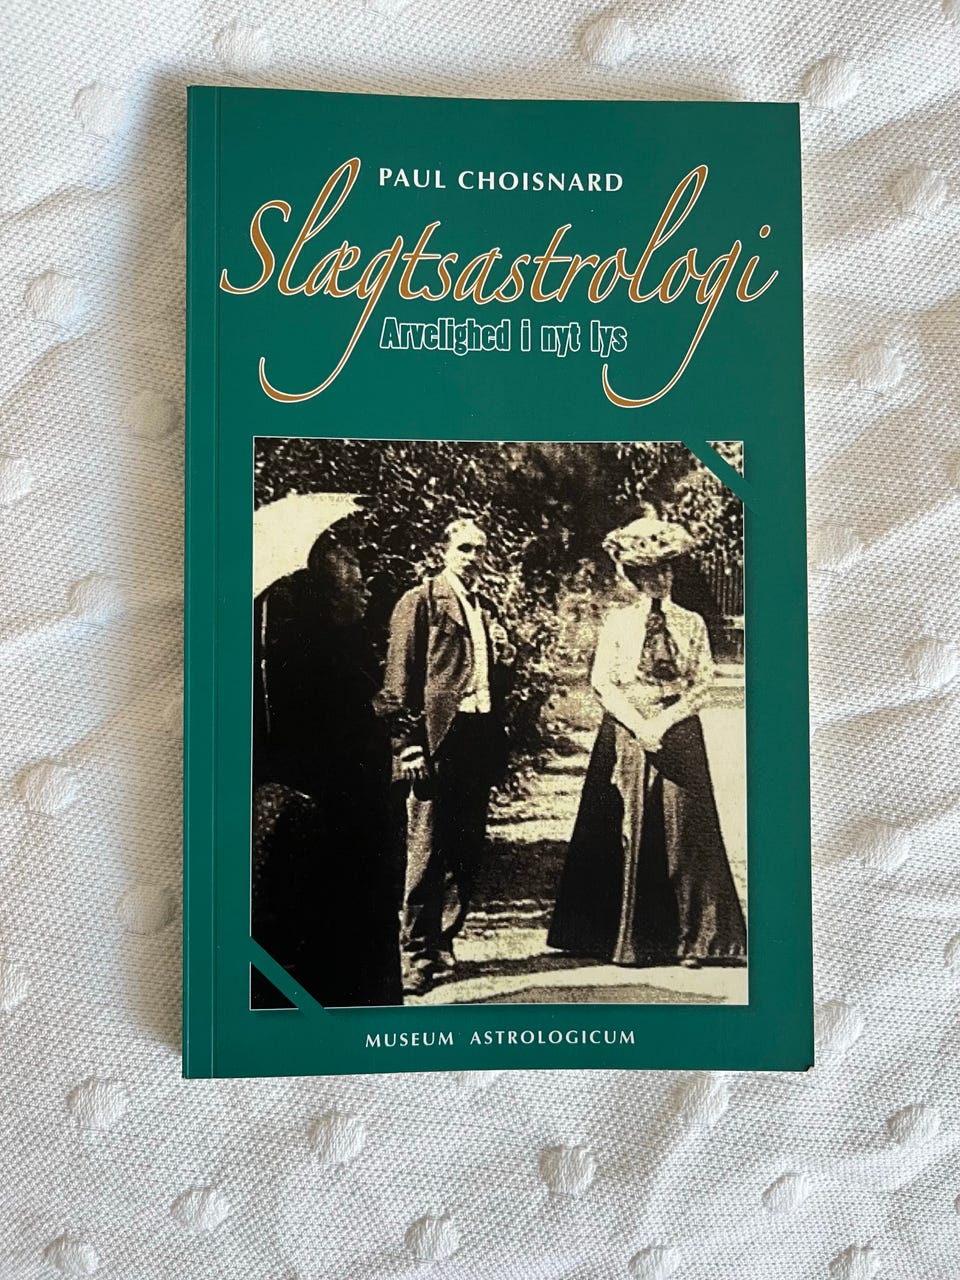 PAUL CHOISNARD
Slægtsastrologi
Arvelighed i nyt lys
MUSEUM ASTROLOGICUM